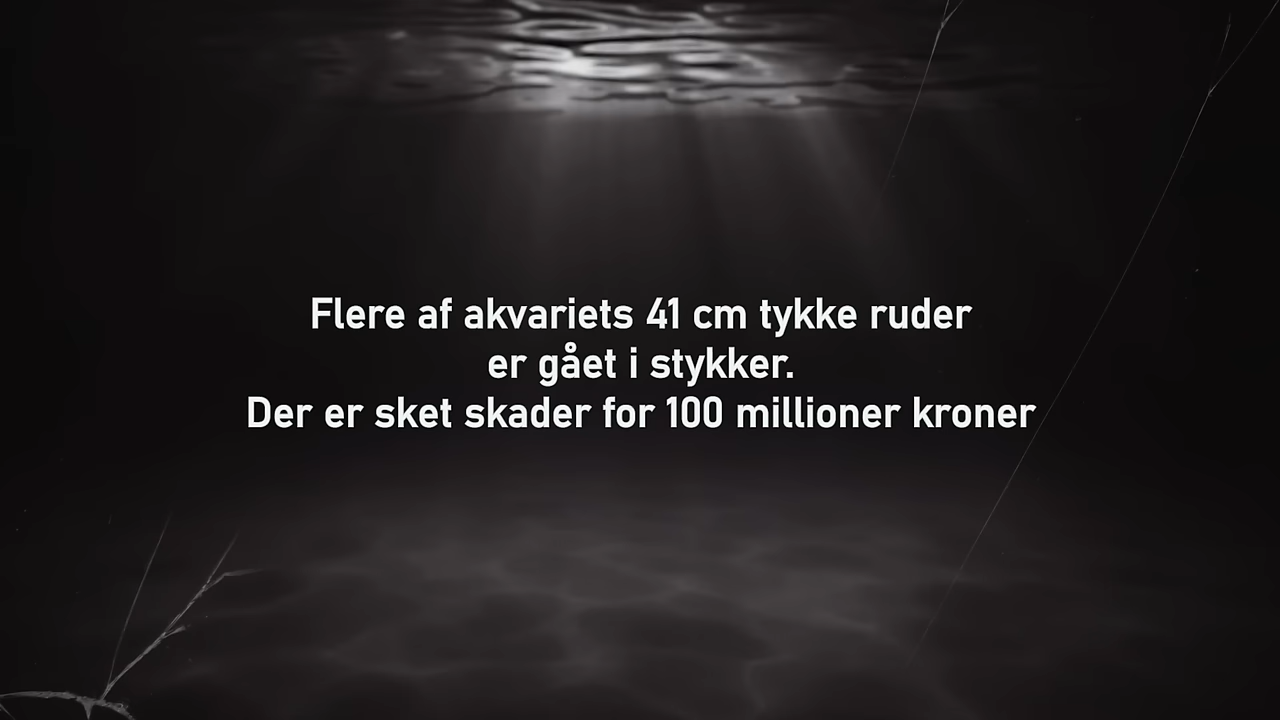 Flere af akvariets 41 cm tykke ruder
er gået i stykker.
Der er sket skader for 100 millioner kroner